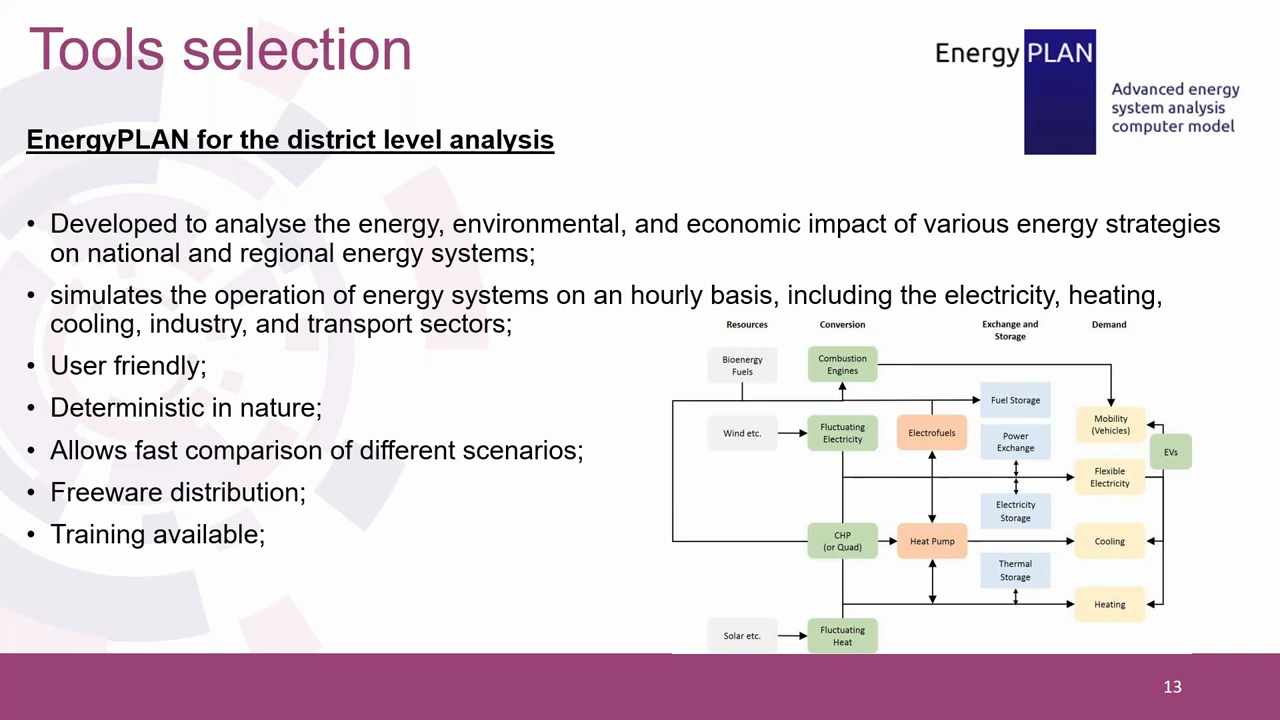 Tools selection
Energy PLAN
Advanced energy
system analysis
computer model
EnergyPLAN for the district level analysis
• Developed to analyse the energy, environmental, and economic impact of various energy strategies
on national and regional energy systems;
• simulates the operation of energy systems on an hourly basis, including the electricity, heating,
cooling, industry, and transport sectors;
• User friendly;
• Deterministic in nature;
• Allows fast comparison of different scenarios;
• Freeware distribution;
• Training available;
Resources
Conversion
Exchange and
Storage
Demand
Bioenergy
Fuels
Combustion
Engines
Fuel Storage
Mobility
(Vehicles)
Wind etc.
Fluctuating
Electricity
Electrofuels
Power
Exchange
EVs
Flexible
Electricity
Electricity
Storage
CHP
(or Quad)
Heat Pump
Cooling
Thermal
Storage
Heating
Solar etc.
Fluctuating
Heat
13